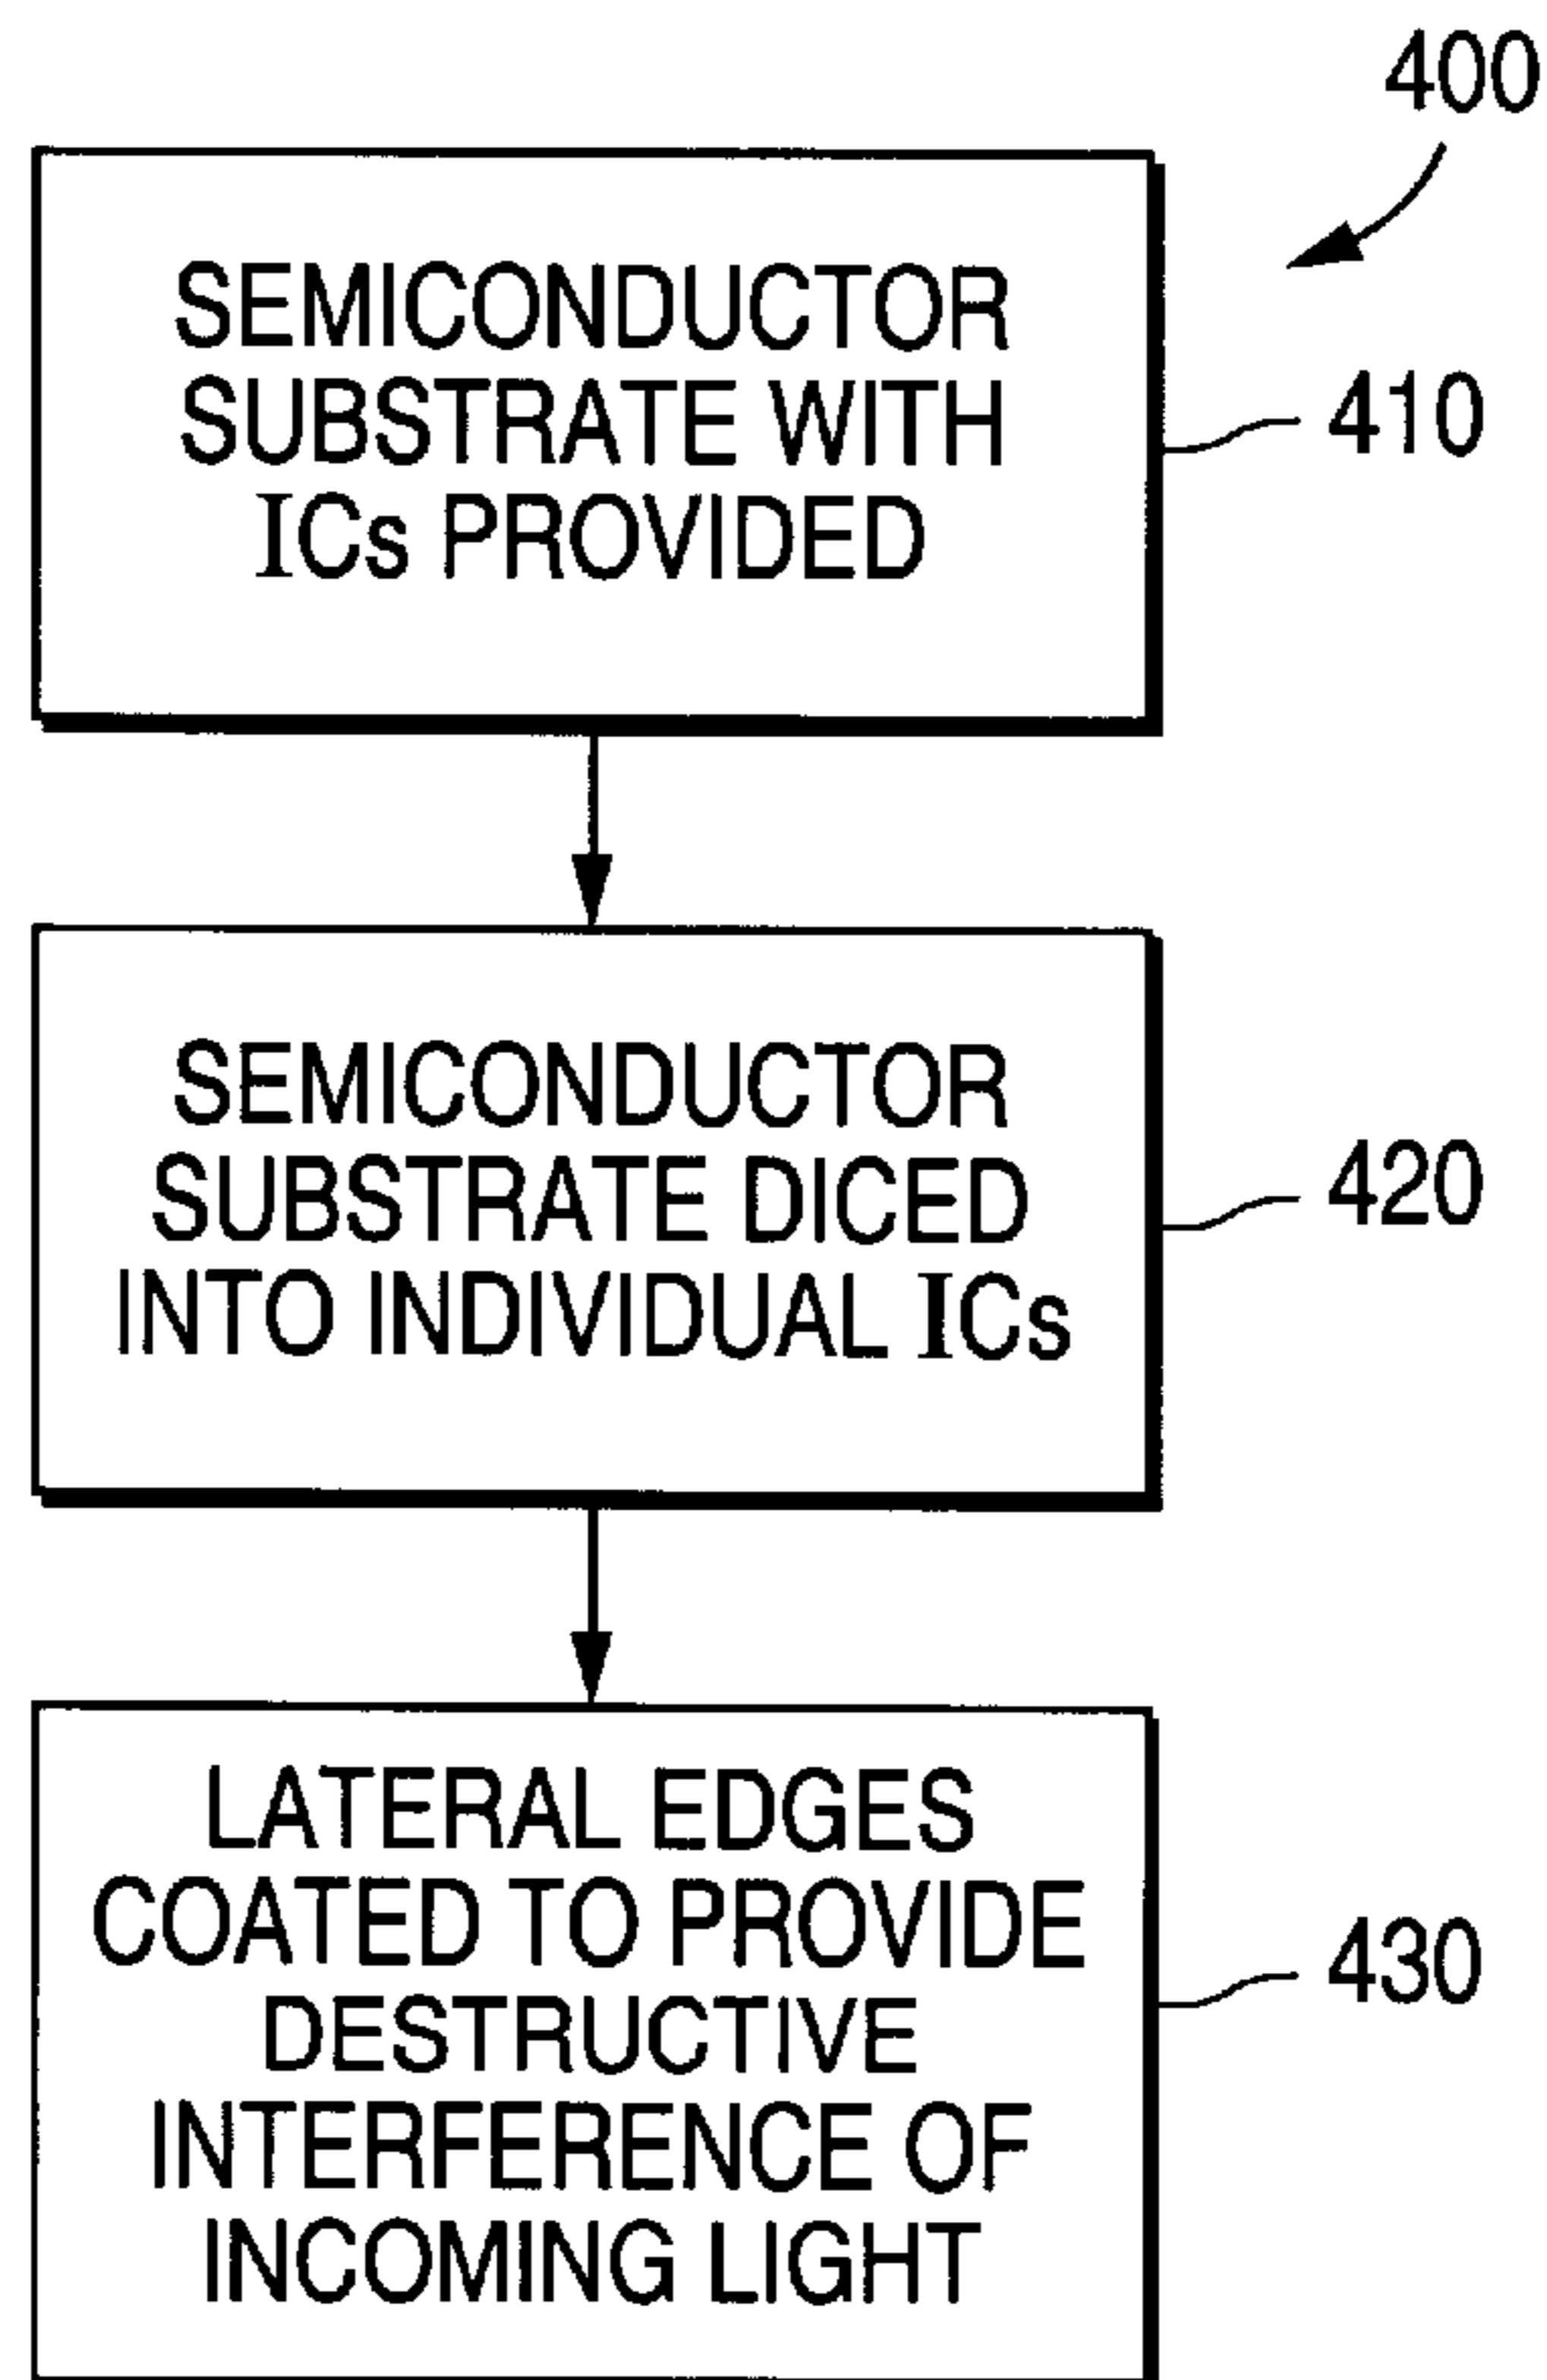 400
SEMICONDUCTOR
SUBSTRATE WITH
ICs PROVIDED
410
SEMICONDUCTOR
SUBSTRATE DICED
INTO INDIVIDUAL ICs
420
LATERAL EDGES
COATED TO PROVIDE
DESTRUCTIVE
INTERFERENCE OF
INCOMING LIGHT
430